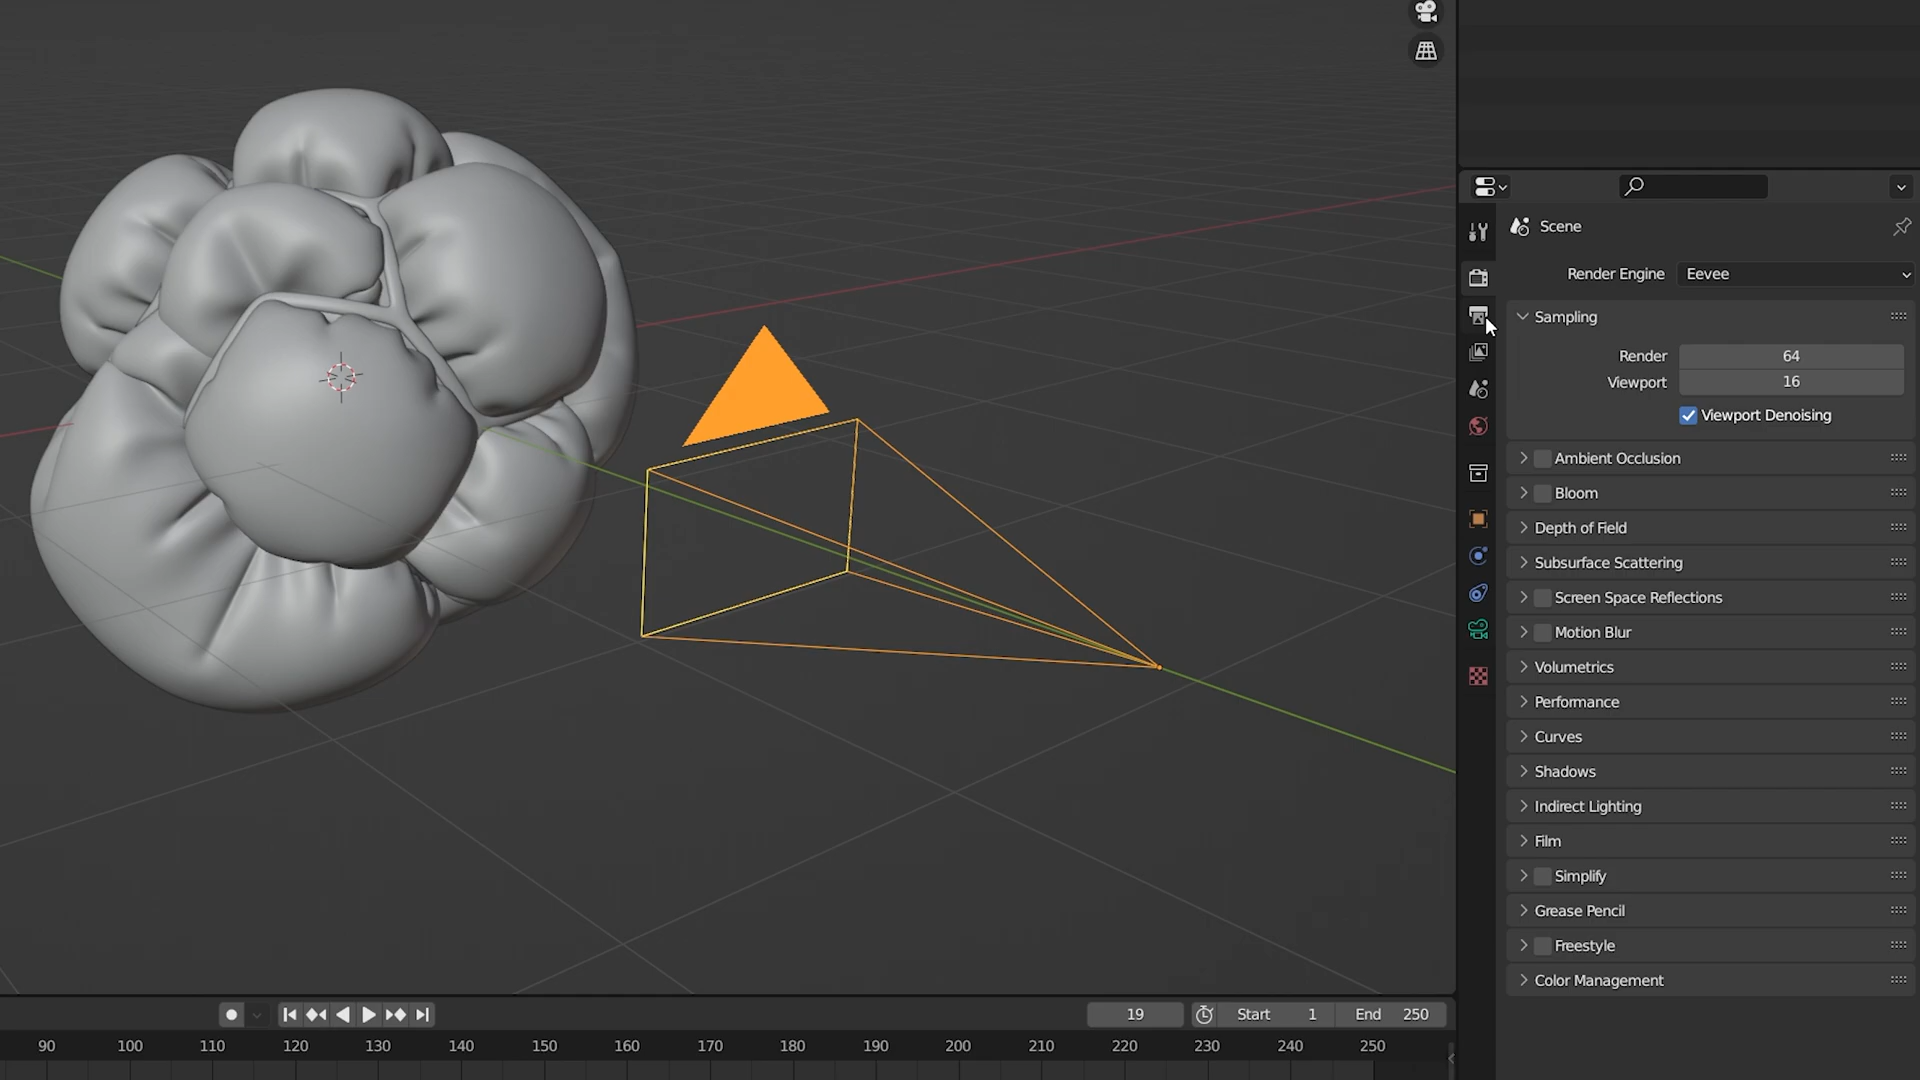 Scene
Render Engine Eevee
Sampling
Render 64
Viewport 16
Viewport Denoising
Ambient Occlusion
Bloom
Depth of Field
Subsurface Scattering
Screen Space Reflections
Motion Blur
Volumetrics
Performance
Curves
Shadows
Indirect Lighting
Film
Simplify
Grease Pencil
Freestyle
Color Management
19 Start 1 End 250
90 100 110 120 130 140 150 160 170 180 190 200 210 220 230 240 250